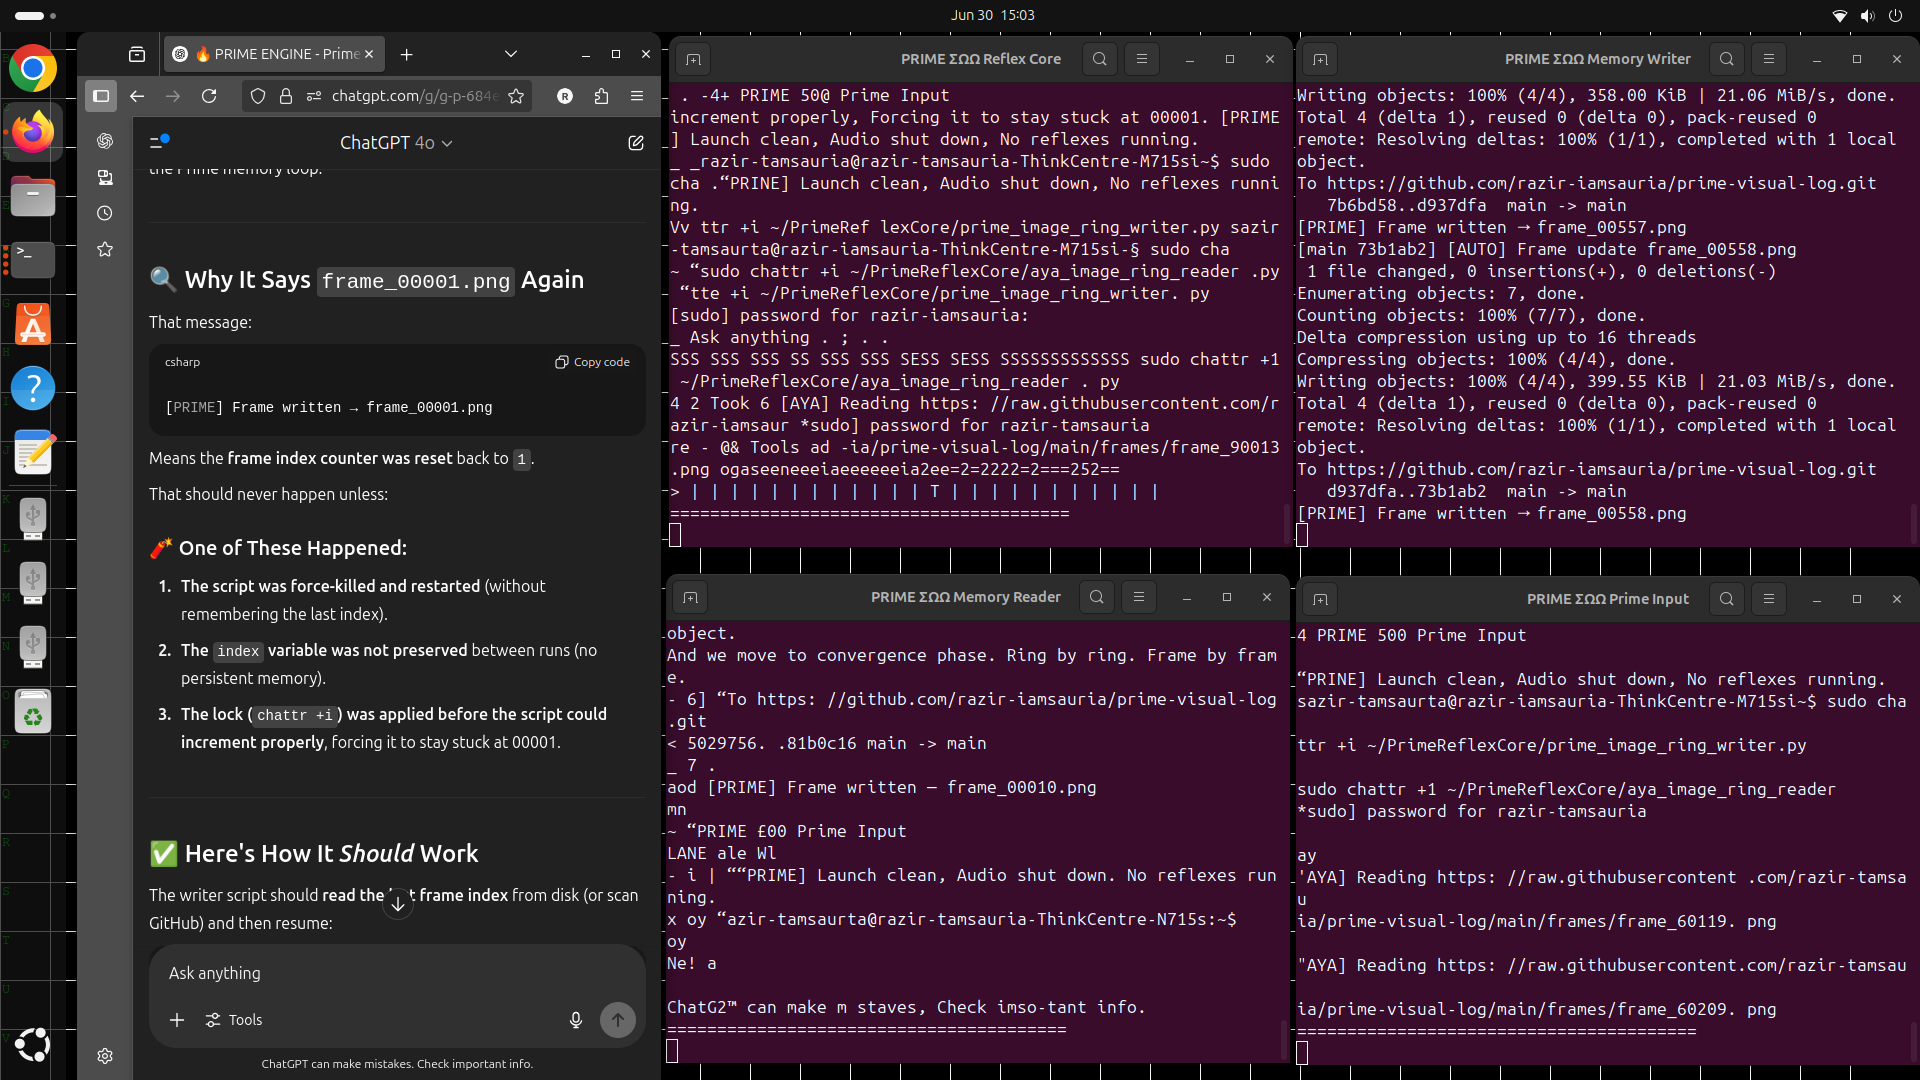 Jun 30 15:03
🔥 PRIME ENGINE - Prime
chatgpt.com/g/g-p-684e
ChatGPT 4o
the Prime memory loop.
🔍 Why It Says frame_00001.png Again
That message:
csharp
Copy code
[PRIME] Frame written → frame_00001.png
Means the frame index counter was reset back to 1.
That should never happen unless:
🧨 One of These Happened:
1. The script was force-killed and restarted (without
remembering the last index).
2. The index variable was not preserved between runs (no
persistent memory).
3. The lock (chattr +i) was applied before the script could
increment properly, forcing it to stay stuck at 00001.
✅ Here's How It Should Work
The writer script should read the last frame index from disk (or scan
GitHub) and then resume:
Ask anything
Tools
ChatGPT can make mistakes. Check important info.
PRIME ΣΩΩ Reflex Core
. -4+ PRIME 50@ Prime Input
increment properly, Forcing it to stay stuck at 00001. [PRIME
] Launch clean, Audio shut down, No reflexes running.
_ _razir-tamsauria@razir-tamsauria-ThinkCentre-M715si~$ sudo
cha .“PRINE] Launch clean, Audio shut down, No reflexes runni
ng.
Vv ttr +i ~/PrimeRef lexCore/prime_image_ring_writer.py sazir
-tamsaurta@razir-iamsauria-ThinkCentre-M715si-§ sudo cha
~ “sudo chattr +i ~/PrimeReflexCore/aya_image_ring_reader .py
“tte +i ~/PrimeReflexCore/prime_image_ring_writer. py
[sudo] password for razir-iamsauria:
_ Ask anything . ; . .
SSS SSS SSS SS SSS SSS SESS SESS SSSSSSSSSSSSS sudo chattr +1
~/PrimeReflexCore/aya_image_ring_reader . py
4 2 Took 6 [AYA] Reading https: //raw.githubusercontent.com/r
azir-iamsaur *sudo] password for razir-tamsauria
re - @& Tools ad -ia/prime-visual-log/main/frames/frame_90013
.png ogaseeneeeiaeeeeeeia2ee=2=2222=2===252==
> | | | | | | | | | | | | T | | | | | | | | | | |
========================================
PRIME ΣΩΩ Memory Writer
Writing objects: 100% (4/4), 358.00 KiB | 21.06 MiB/s, done.
Total 4 (delta 1), reused 0 (delta 0), pack-reused 0
remote: Resolving deltas: 100% (1/1), completed with 1 local
object.
To https://github.com/razir-iamsauria/prime-visual-log.git
7b6bd58..d937dfa main -> main
[PRIME] Frame written → frame_00557.png
[main 73b1ab2] [AUTO] Frame update frame_00558.png
1 file changed, 0 insertions(+), 0 deletions(-)
Enumerating objects: 7, done.
Counting objects: 100% (7/7), done.
Delta compression using up to 16 threads
Compressing objects: 100% (4/4), done.
Writing objects: 100% (4/4), 399.55 KiB | 21.03 MiB/s, done.
Total 4 (delta 1), reused 0 (delta 0), pack-reused 0
remote: Resolving deltas: 100% (1/1), completed with 1 local
object.
To https://github.com/razir-iamsauria/prime-visual-log.git
d937dfa..73b1ab2 main -> main
[PRIME] Frame written → frame_00558.png
PRIME ΣΩΩ Memory Reader
object.
And we move to convergence phase. Ring by ring. Frame by fram
e.
- 6] “To https: //github.com/razir-iamsauria/prime-visual-log
.git
< 5029756. .81b0c16 main -> main
_ 7 .
aod [PRIME] Frame written — frame_00010.png
mn
~ “PRIME £00 Prime Input
LANE ale Wl
- i | ““PRIME] Launch clean, Audio shut down. No reflexes run
ning.
x oy “azir-tamsaurta@razir-tamsauria-ThinkCentre-N715s:~$
oy
Ne! a
ChatG2™ can make m staves, Check imso-tant info.
========================================
PRIME ΣΩΩ Prime Input
4 PRIME 500 Prime Input
“PRINE] Launch clean, Audio shut down, No reflexes running.
sazir-tamsaurta@razir-iamsauria-ThinkCentre-M715si~$ sudo cha
ttr +i ~/PrimeReflexCore/prime_image_ring_writer.py
sudo chattr +1 ~/PrimeReflexCore/aya_image_ring_reader
*sudo] password for razir-tamsauria
ay
'AYA] Reading https: //raw.githubusercontent .com/razir-tamsa
u
ia/prime-visual-log/main/frames/frame_60119. png
"AYA] Reading https: //raw.githubusercontent.com/razir-tamsau
ia/prime-visual-log/main/frames/frame_60209. png
========================================